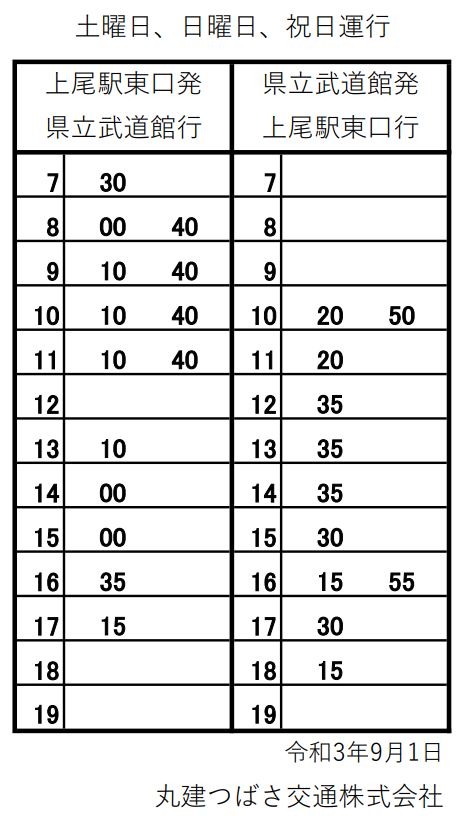 土曜日、日曜日、祝日運行
上尾駅東口発 県立武道館発
県立武道館行 上尾駅東口行
7 30 7
8 00 40 8
9 10 40 9
10 10 40 10 20 50
11 10 40 11 20
12 12 35
13 10 13 35
14 00 14 35
15 00 15 30
16 35 16 15 55
17 15 17 30
18 18 15
19 19
令和3年9月1日
丸建つばさ交通株式会社